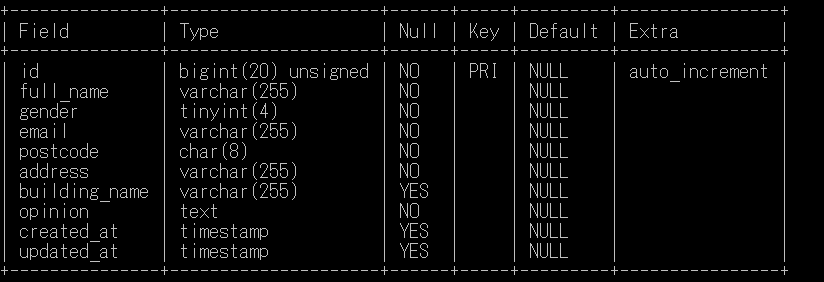 +---------------+---------------------+------+-----+---------+----------------+
| Field         | Type                | Null | Key | Default | Extra          |
+---------------+---------------------+------+-----+---------+----------------+
| id            | bigint(20) unsigned | NO   | PRI | NULL    | auto_increment |
| full_name     | varchar(255)        | NO   |     | NULL    |                |
| gender        | tinyint(4)          | NO   |     | NULL    |                |
| email         | varchar(255)        | NO   |     | NULL    |                |
| postcode      | char(8)             | NO   |     | NULL    |                |
| address       | varchar(255)        | NO   |     | NULL    |                |
| building_name | varchar(255)        | YES  |     | NULL    |                |
| opinion       | text                | NO   |     | NULL    |                |
| created_at    | timestamp           | YES  |     | NULL    |                |
| updated_at    | timestamp           | YES  |     | NULL    |                |
+---------------+---------------------+------+-----+---------+----------------+